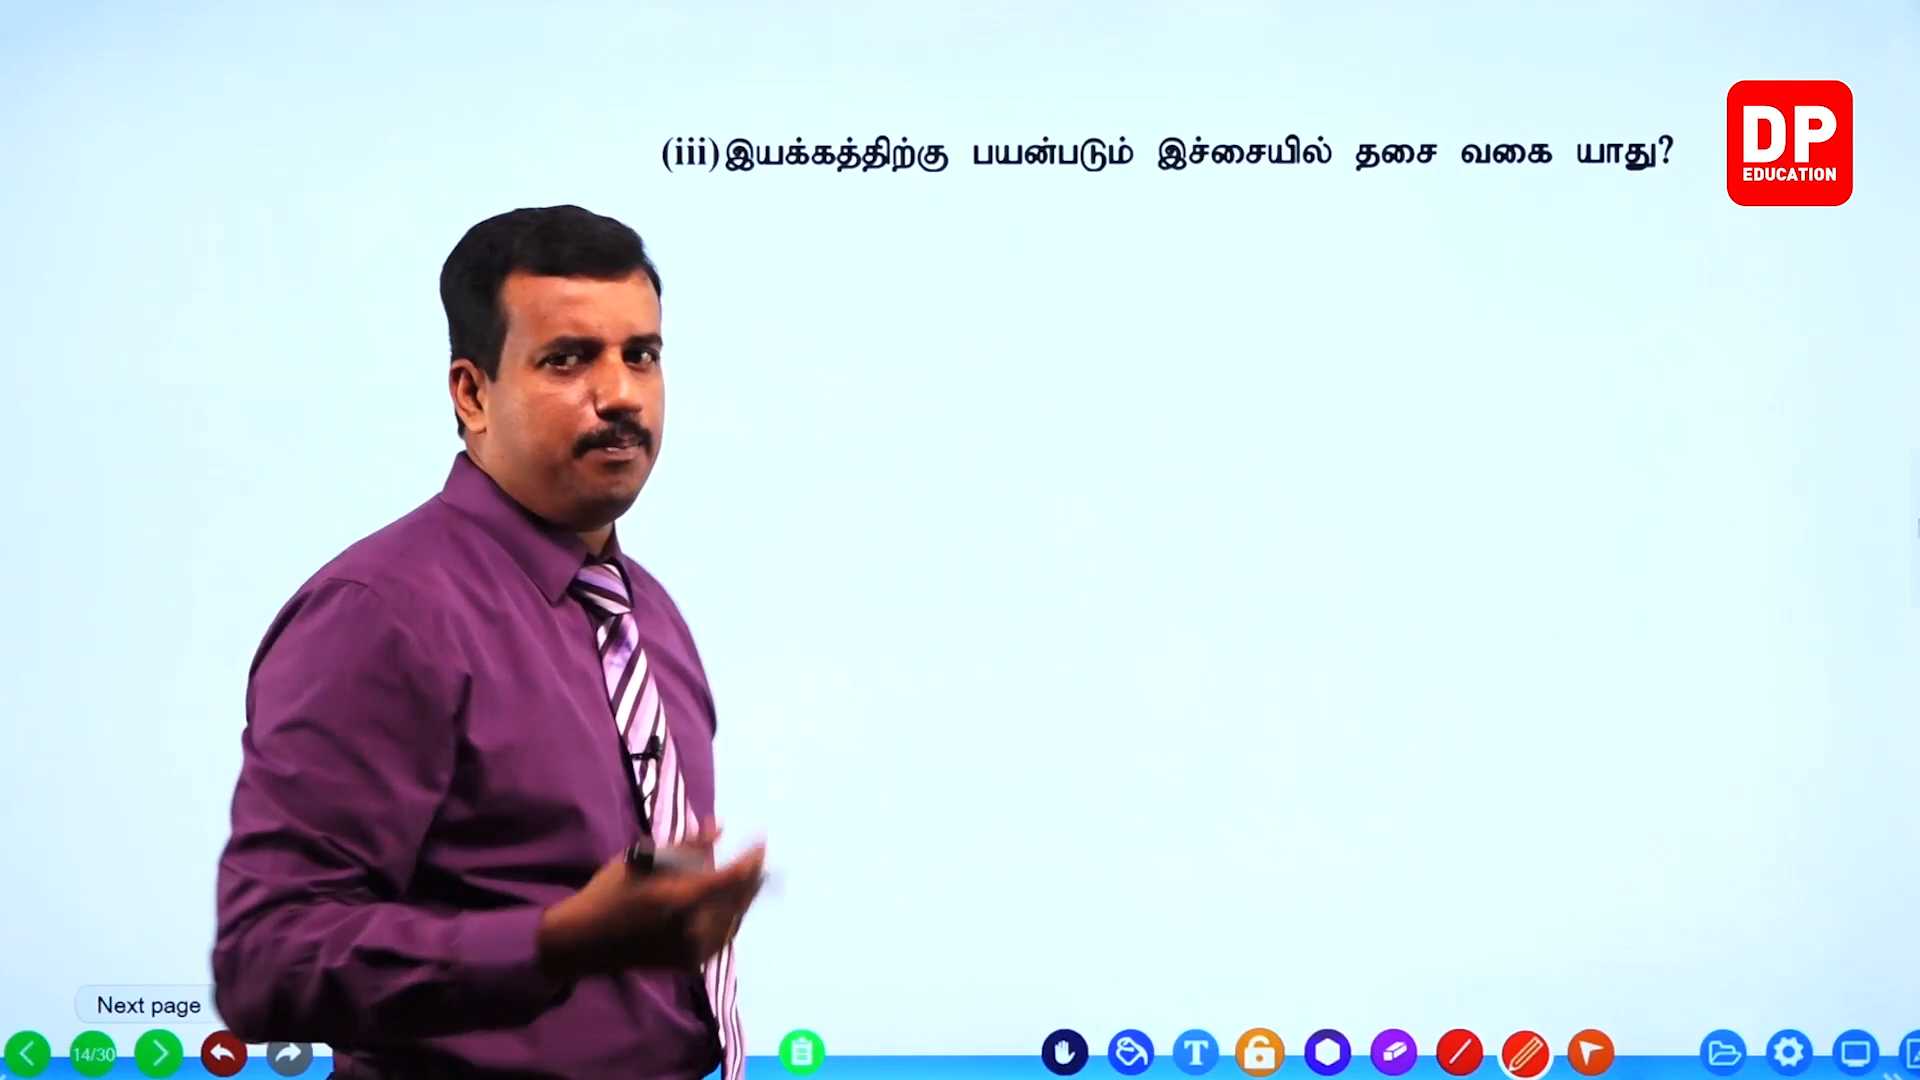 (iii) இயக்கத்திற்கு பயன்படும் இச்சையில் தசை வகை யாது?
DP
EDUCATION
Next page
14/30
T